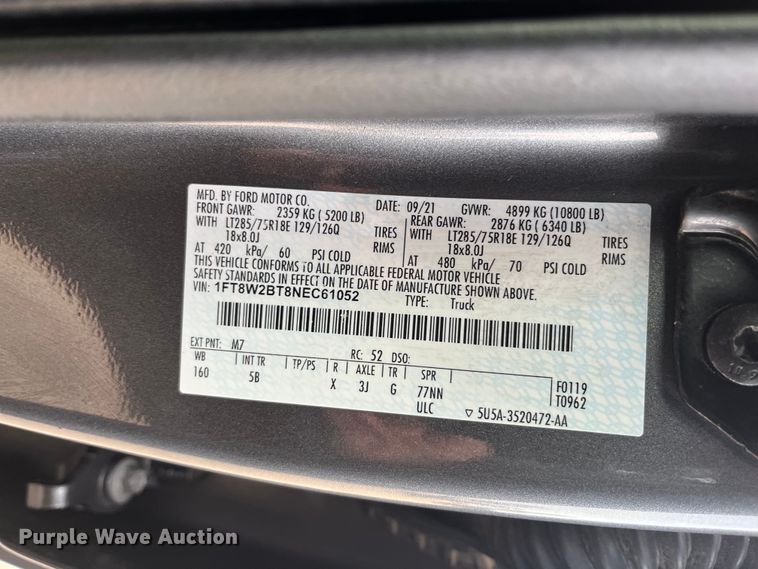 MFD. BY FORD MOTOR CO. DATE: 09/21 GVWR: 4899 KG (10800 LB)
FRONT GAWR: 2359 KG ( 5200 LB) REAR GAWR: 2876 KG ( 6340 LB)
WITH LT285/75R18E 129/126Q TIRES WITH LT285/75R18E 129/126Q TIRES
18x8.0J RIMS 18x8.0J RIMS
AT 420 kPa/ 60 PSI COLD AT 480 kPa/ 70 PSI COLD
THIS VEHICLE CONFORMS TO ALL APPLICABLE FEDERAL MOTOR VEHICLE
SAFETY STANDARDS IN EFFECT ON THE DATE OF MANUFACTURE SHOWN ABOVE.
VIN: 1FT8W2BT8NEC61052 TYPE: Truck
EXT PNT: M7 RC: 52 DSO:
WB INT TR TP/PS R AXLE TR SPR F0119
160 5B X 3J G 77NN T0962
ULC ▽ 5U5A-3520472-AA
Purple Wave Auction®